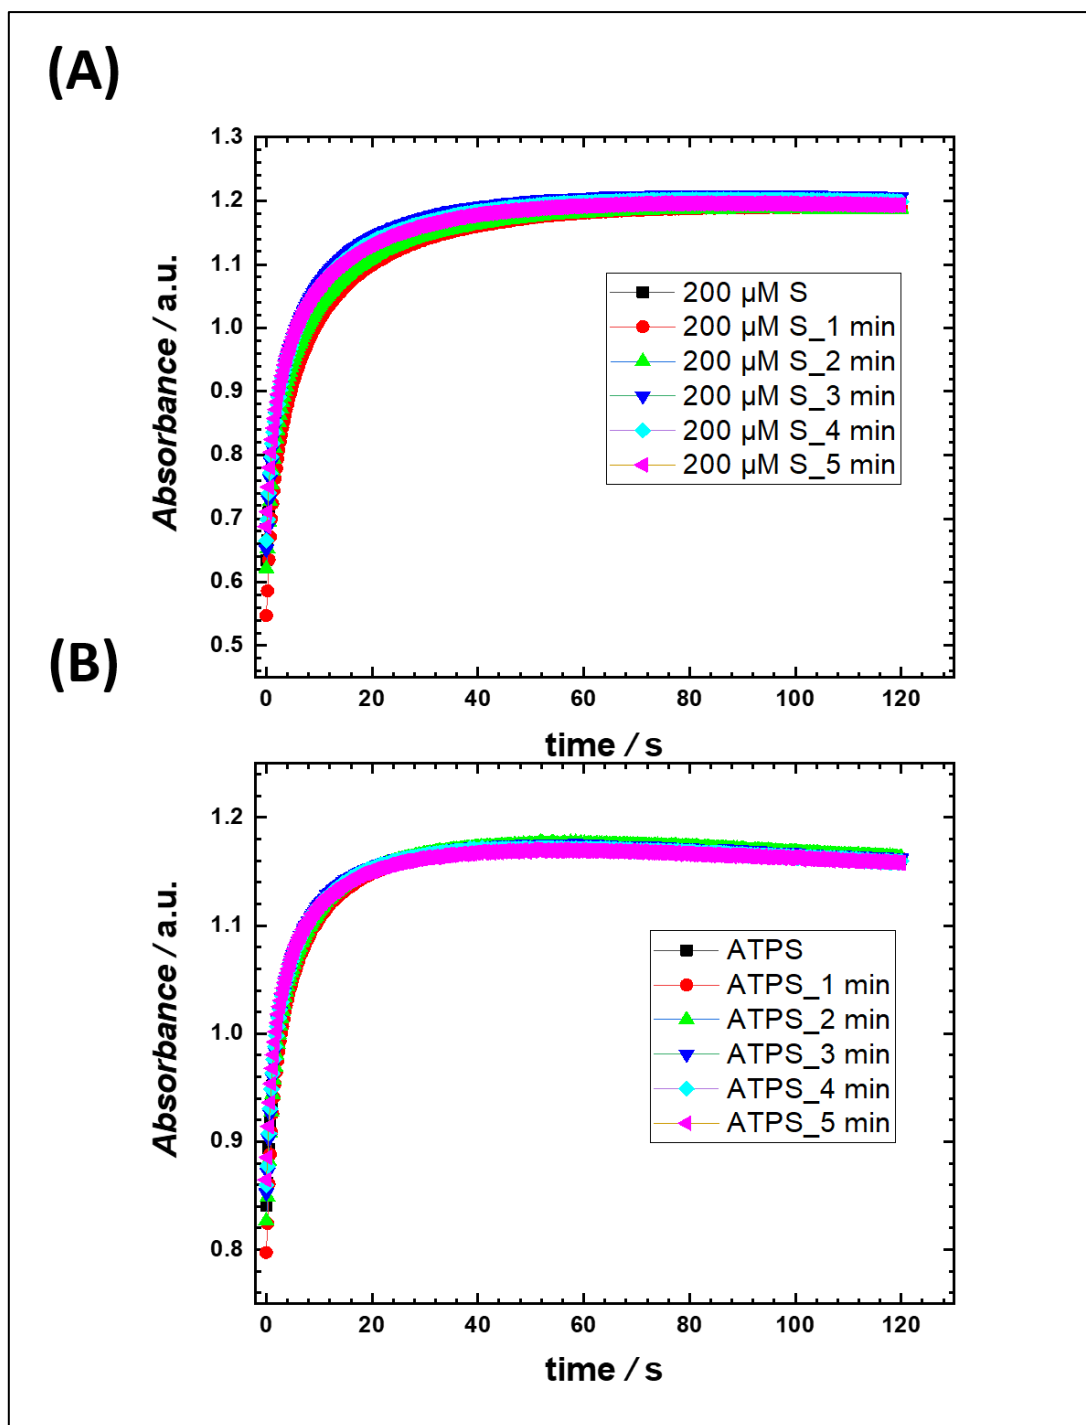 (A)
1.3
1.2
1.1
1.0
0.9
0.8
0.7
0.6
0.5
Absorbance / a.u.
200 µM S
200 µM S_1 min
200 µM S_2 min
200 µM S_3 min
200 µM S_4 min
200 µM S_5 min
0 20 40 60 80 100 120
time / s
(B)
1.2
1.1
1.0
0.9
0.8
Absorbance / a.u.
ATPS
ATPS_1 min
ATPS_2 min
ATPS_3 min
ATPS_4 min
ATPS_5 min
0 20 40 60 80 100 120
time / s